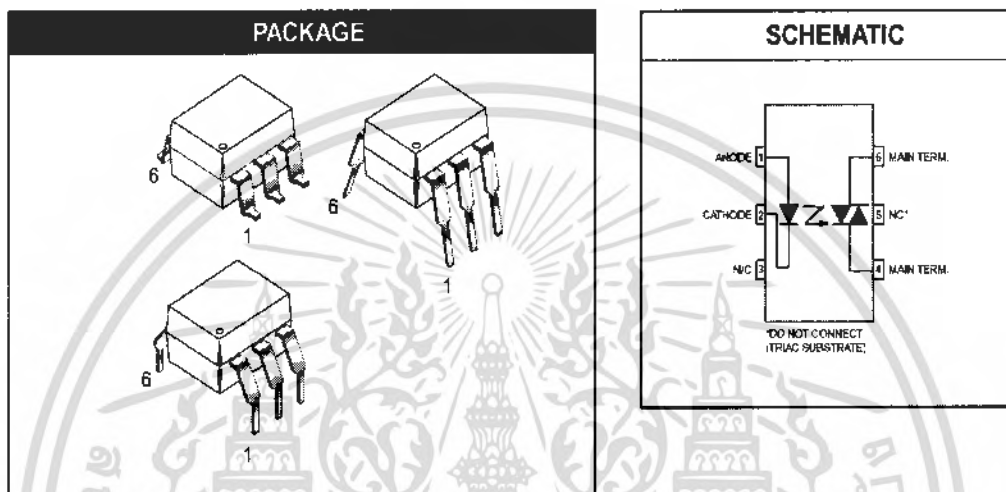 PACKAGE
6
1
6
1
6
1
SCHEMATIC
ANODE 1
6 MAIN TERM.
CATHODE 2
5 NC*
N/C 3
4 MAIN TERM.
*DO NOT CONNECT
(TRIAC SUBSTRATE)